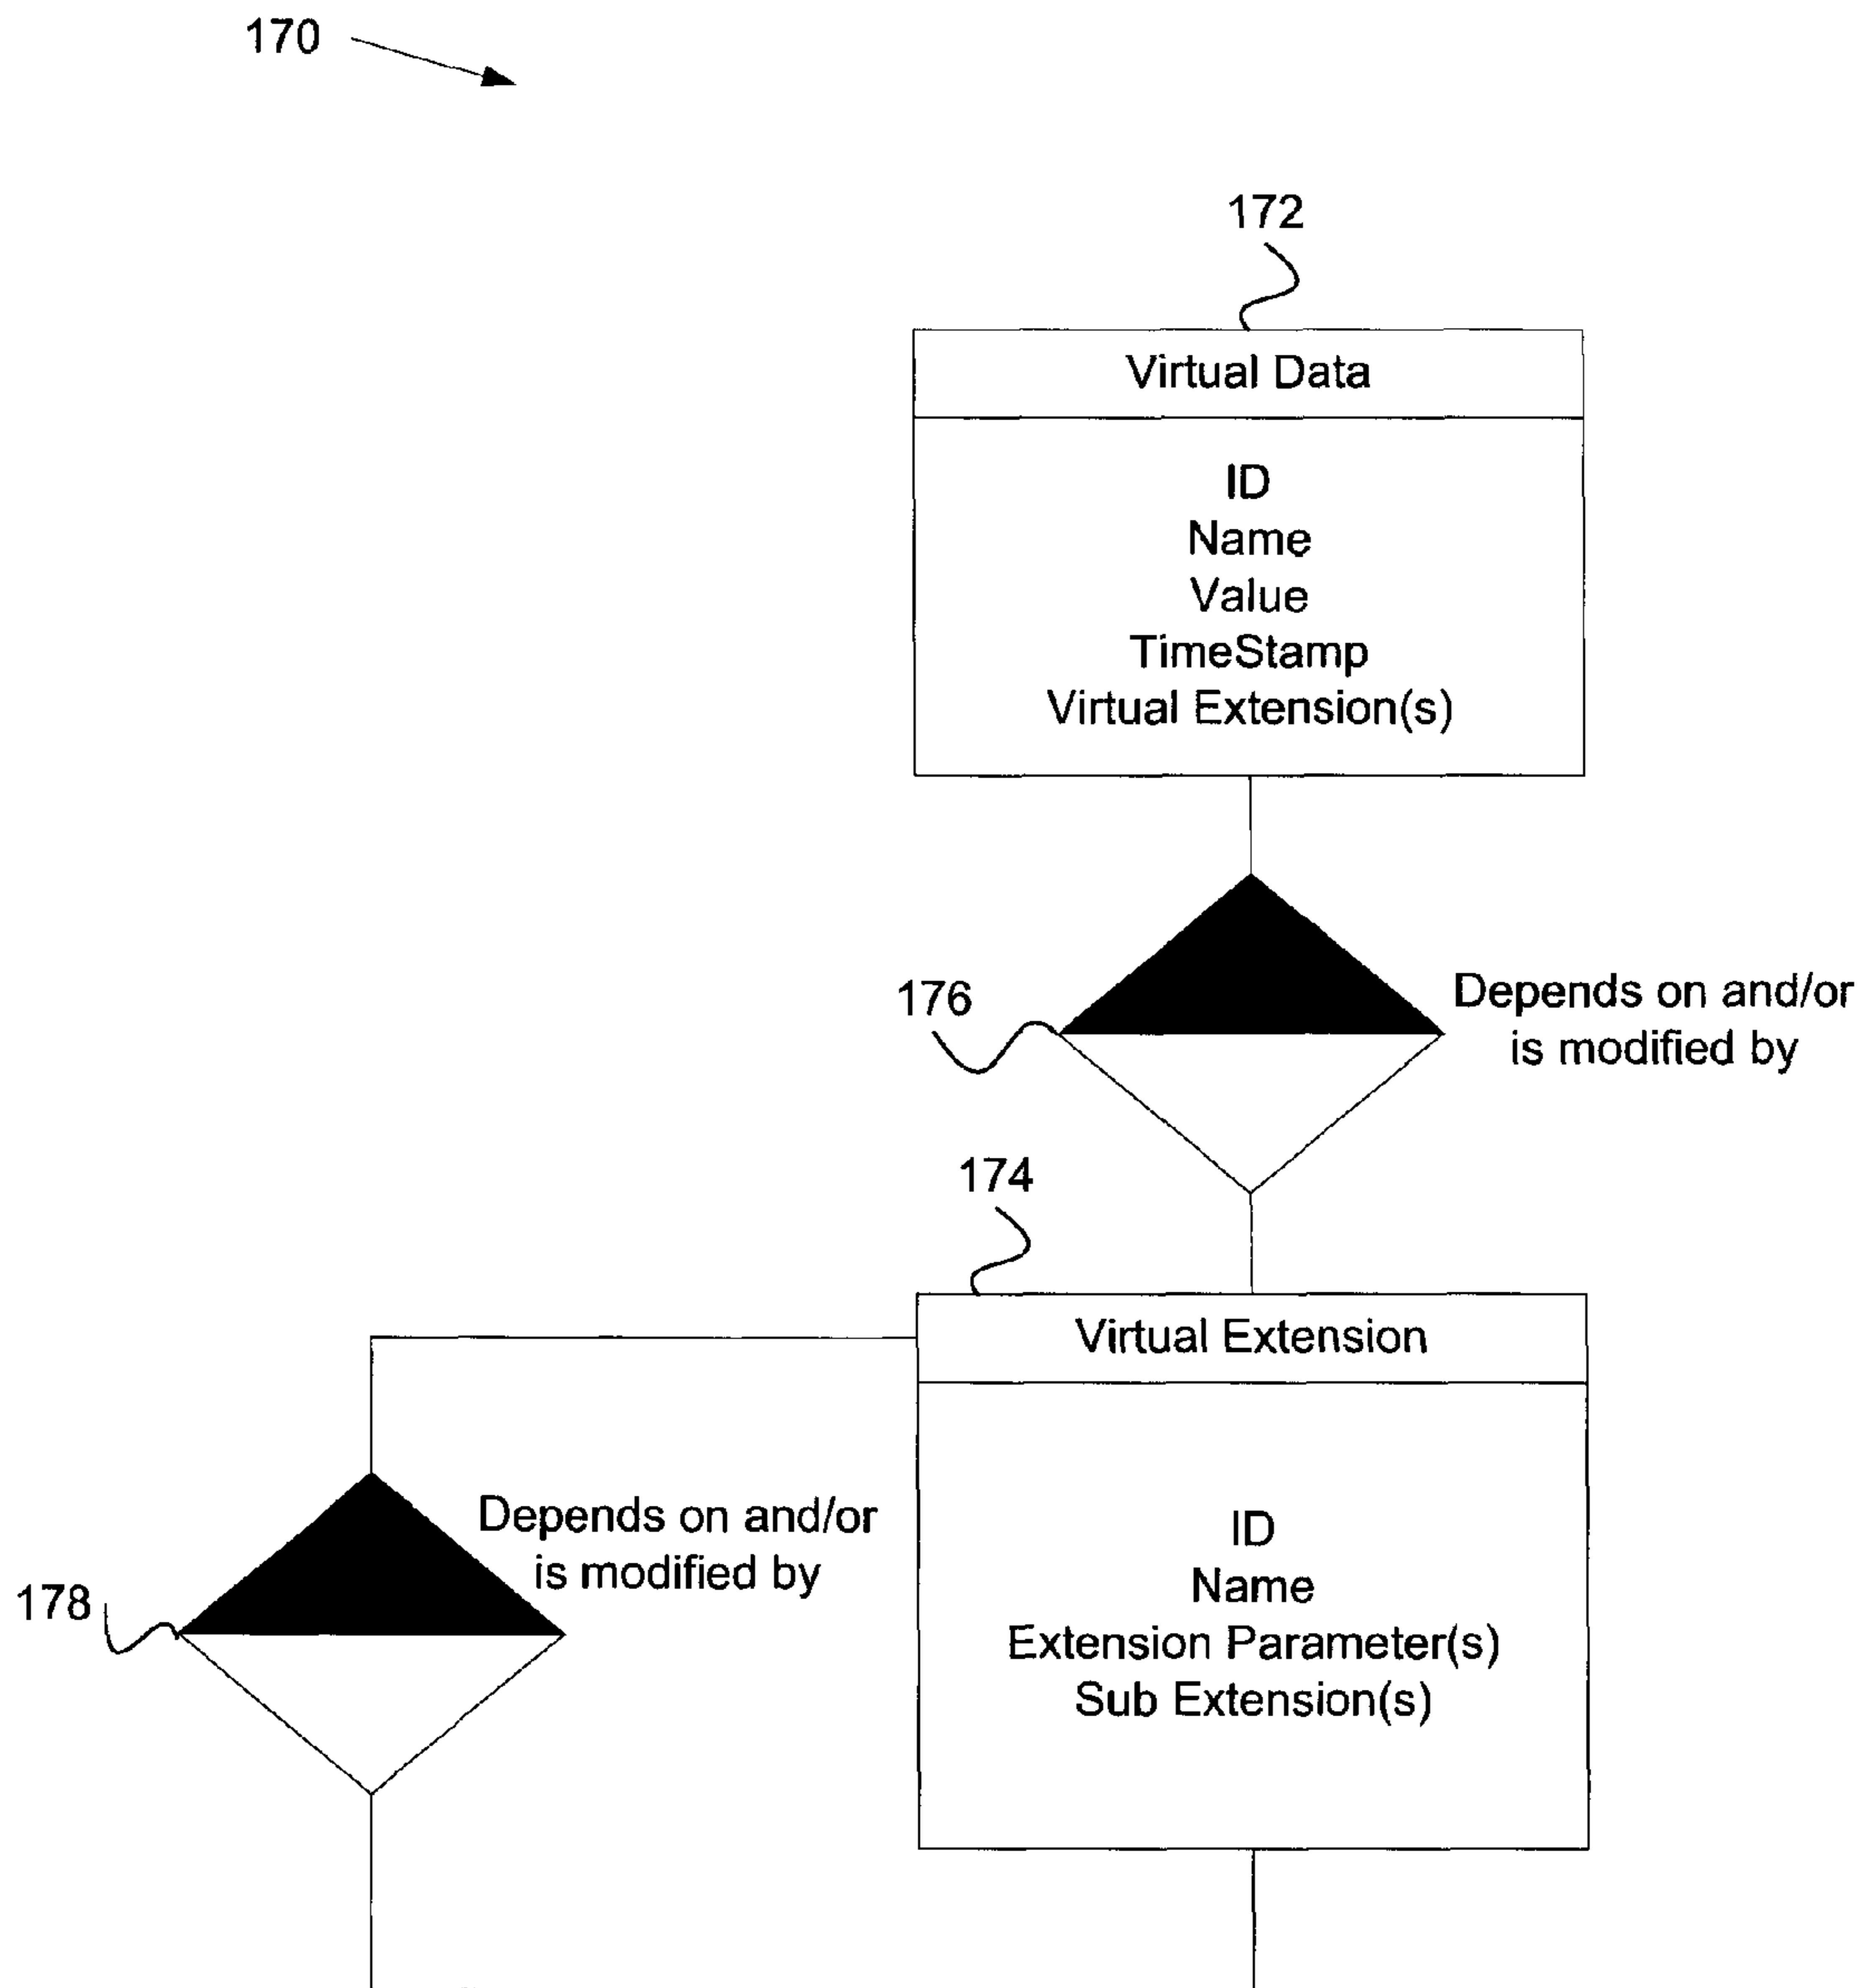 170
172
Virtual Data
ID
Name
Value
TimeStamp
Virtual Extension(s)
176
Depends on and/or
is modified by
174
Virtual Extension
Depends on and/or
is modified by
178
ID
Name
Extension Parameter(s)
Sub Extension(s)